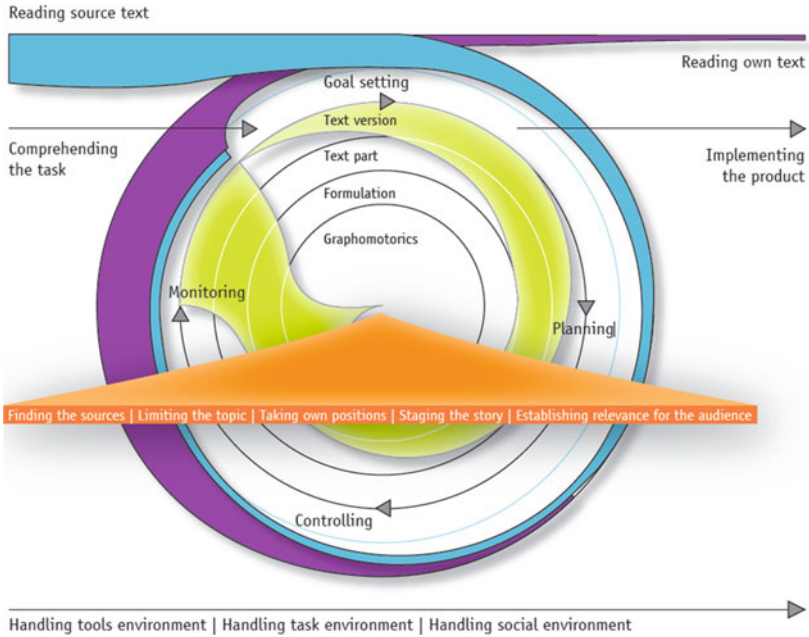 Reading source text
Reading own text
Goal setting
Text version
Comprehending
the task
Implementing
the product
Text part
Formulation
Graphomotorics
Monitoring
Planning
Finding the sources | Limiting the topic | Taking own positions | Staging the story | Establishing relevance for the audience
Controlling
Handling tools environment | Handling task environment | Handling social environment